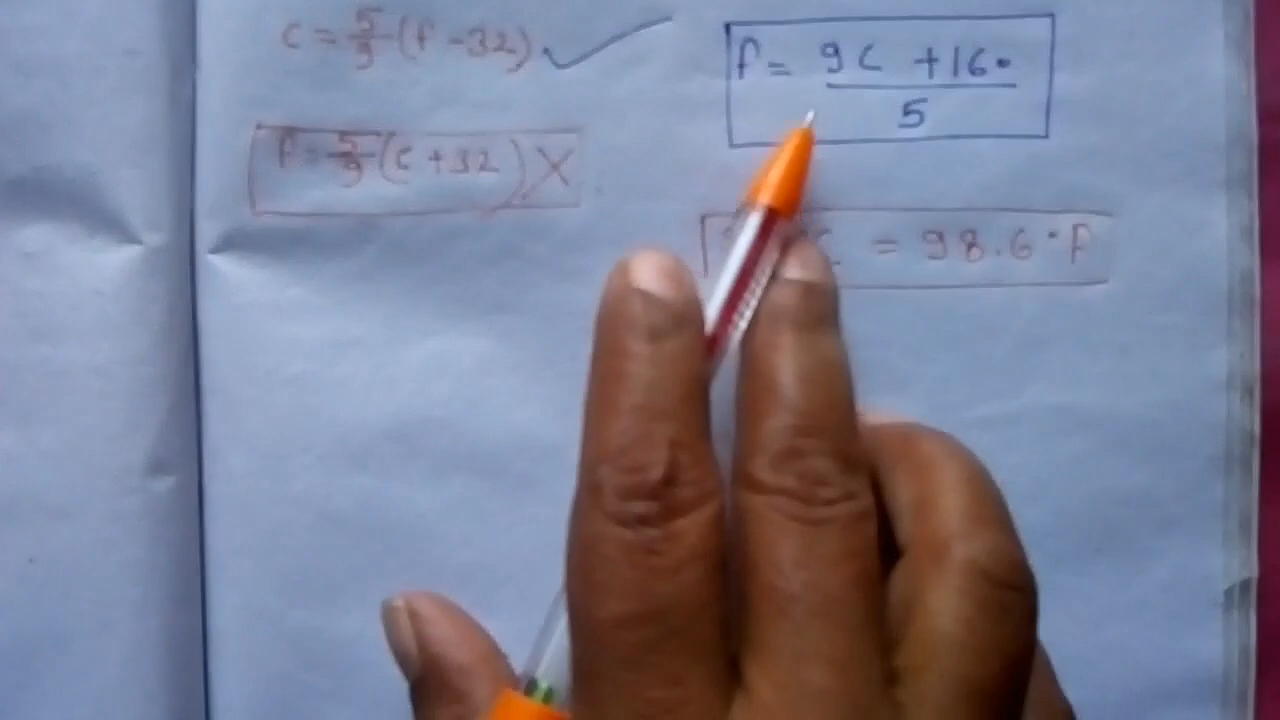 C = 5/9 (F - 32) ✓
F = 5/9 (C + 32) X
F = 9C + 160
5
C = 98.6°F